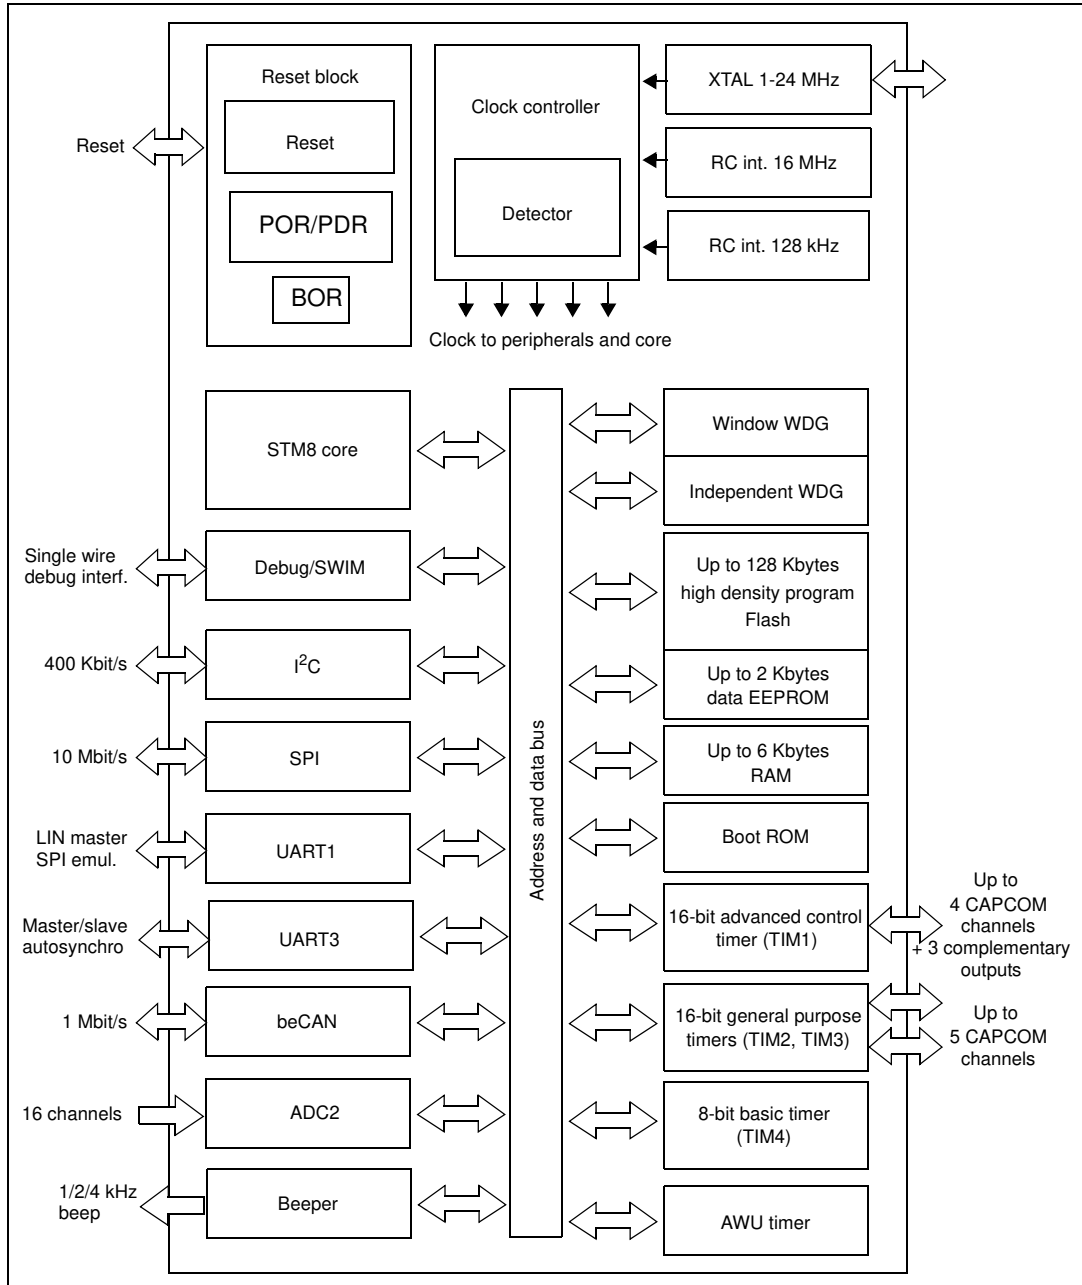 Reset block
Reset
Reset
POR/PDR
BOR
Clock controller
Detector
XTAL 1-24 MHz
RC int. 16 MHz
RC int. 128 kHz
Clock to peripherals and core
STM8 core
Single wire
debug interf.
Debug/SWIM
400 Kbit/s
I²C
10 Mbit/s
SPI
LIN master
SPI emul.
UART1
Master/slave
autosynchro
UART3
1 Mbit/s
beCAN
16 channels
ADC2
1/2/4 kHz
beep
Beeper
Address and data bus
Window WDG
Independent WDG
Up to 128 Kbytes
high density program
Flash
Up to 2 Kbytes
data EEPROM
Up to 6 Kbytes
RAM
Boot ROM
16-bit advanced control
timer (TIM1)
Up to
4 CAPCOM
channels
+ 3 complementary
outputs
16-bit general purpose
timers (TIM2, TIM3)
Up to
5 CAPCOM
channels
8-bit basic timer
(TIM4)
AWU timer